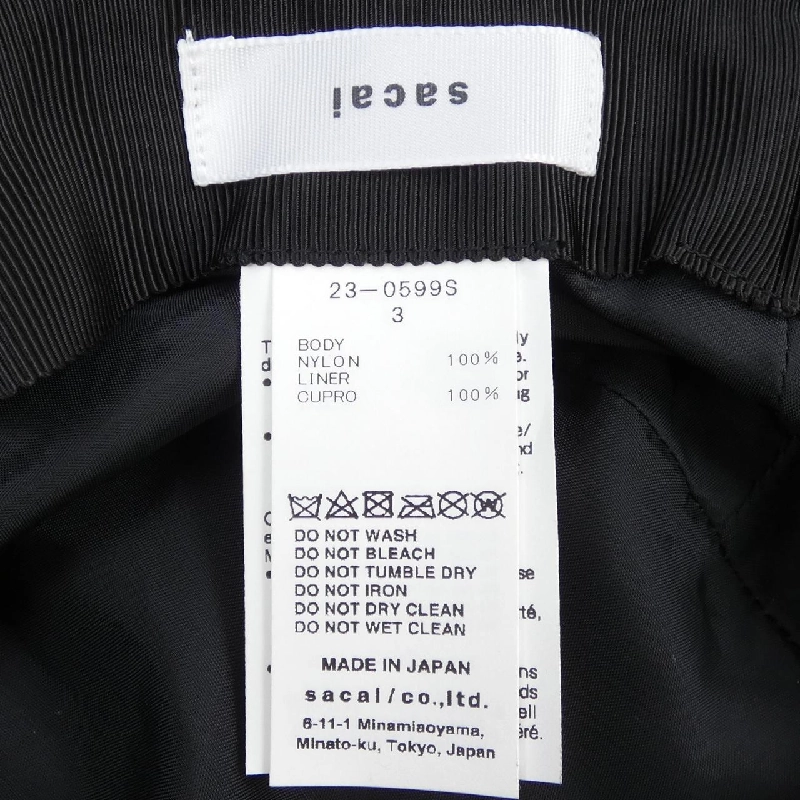 sacai
23-0599S
3
BODY
NYLON 100%
LINER
CUPRO 100%
DO NOT WASH
DO NOT BLEACH
DO NOT TUMBLE DRY
DO NOT IRON
DO NOT DRY CLEAN
DO NOT WET CLEAN
MADE IN JAPAN
sacai/co.,ltd.
6-11-1 Minamiaoyama,
Minato-ku, Tokyo, Japan